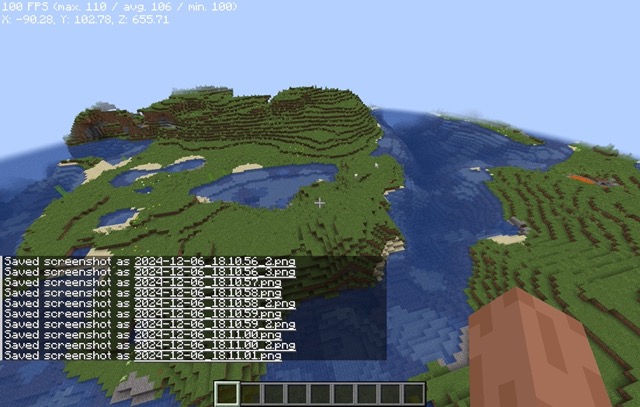 100 FPS (max. 110 / avg. 106 / min. 100)
X: -90.28, Y: 102.78, Z: 655.71
Saved screenshot as 2024-12-06_18.10.56_2.png
Saved screenshot as 2024-12-06_18.10.56_3.png
Saved screenshot as 2024-12-06_18.10.57.png
Saved screenshot as 2024-12-06_18.10.58.png
Saved screenshot as 2024-12-06_18.10.58_2.png
Saved screenshot as 2024-12-06_18.10.59.png
Saved screenshot as 2024-12-06_18.10.59_2.png
Saved screenshot as 2024-12-06_18.11.00.png
Saved screenshot as 2024-12-06_18.11.00_2.png
Saved screenshot as 2024-12-06_18.11.01.png